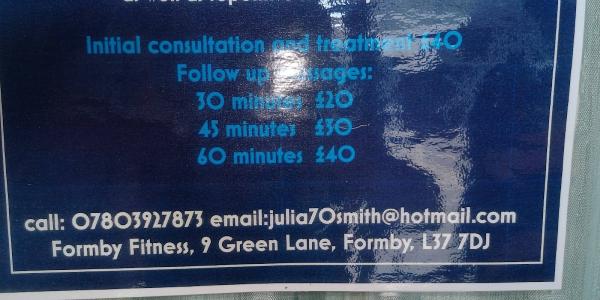 Initial consultation and treatment £40
Follow up massages:
30 minutes £20
45 minutes £30
60 minutes £40
call: 07803927873 email:julia70smith@hotmail.com
Formby Fitness, 9 Green Lane, Formby, L37 7DJ